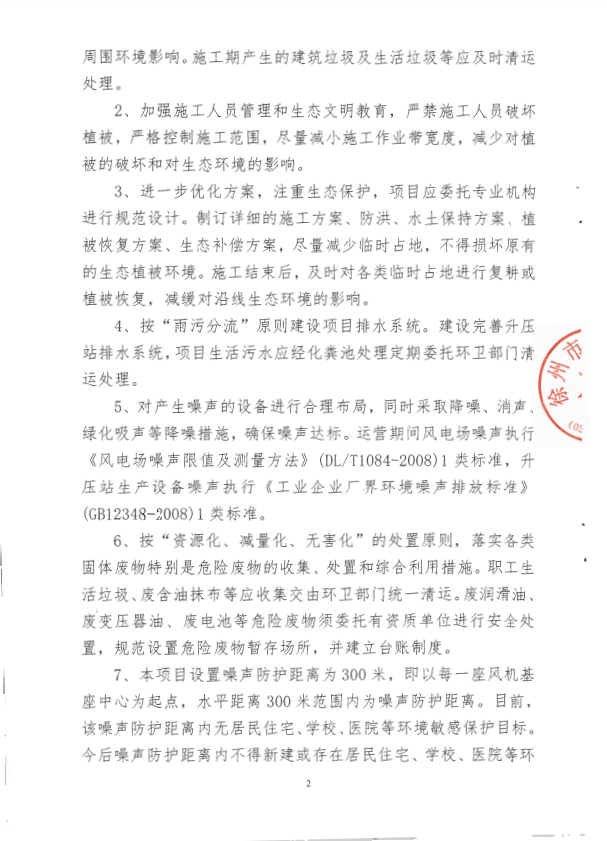 周围环境影响。施工期产生的建筑垃圾及生活垃圾等应及时清运
处理。
2、加强施工人员管理和生态文明教育，严禁施工人员破坏
植被，严格控制施工范围，尽量减小施工作业带宽度，减少对植
被的破坏和对生态环境的影响。
3、进一步优化方案，注重生态保护，项目应委托专业机构
进行规范设计。制订详细的施工方案、防洪、水土保持方案、植
被恢复方案、生态补偿方案，尽量减少临时占地，不得损坏原有
的生态植被环境。施工结束后，及时对各类临时占地进行复耕或
植被恢复，减缓对沿线生态环境的影响。
4、按“雨污分流”原则建设项目排水系统。建设完善升压
站排水系统，项目生活污水应经化粪池处理定期委托环卫部门清
运处理。
5、对产生噪声的设备进行合理布局，同时采取降噪、消声、
绿化吸声等降噪措施，确保噪声达标。运营期间风电场噪声执行
《风电场噪声限值及测量方法》(DL/T1084-2008)1 类标准，升
压站生产设备噪声执行《工业企业厂界环境噪声排放标准》
(GB12348-2008)1 类标准。
6、按“资源化、减量化、无害化”的处置原则，落实各类
固体废物特别是危险废物的收集、处置和综合利用措施。职工生
活垃圾、废含油抹布等应收集交由环卫部门统一清运。废润滑油、
废变压器油、废电池等危险废物须委托有资质单位进行安全处
置，规范设置危险废物暂存场所，并建立台账制度。
7、本项目设置噪声防护距离为 300 米，即以每一座风机基
座中心为起点，水平距离 300 米范围内为噪声防护距离。目前，
该噪声防护距离内无居民住宅、学校、医院等环境敏感保护目标。
今后噪声防护距离内不得新建或存在居民住宅、学校、医院等环
2
徐州市